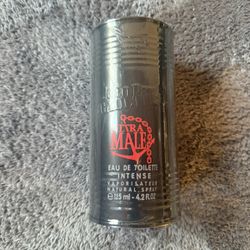 ULTRA
MALE
EAU DE TOILETTE
INTENSE
VAPORISATEUR
NATURAL SPRAY
125 ml - 4.2 FL.OZ